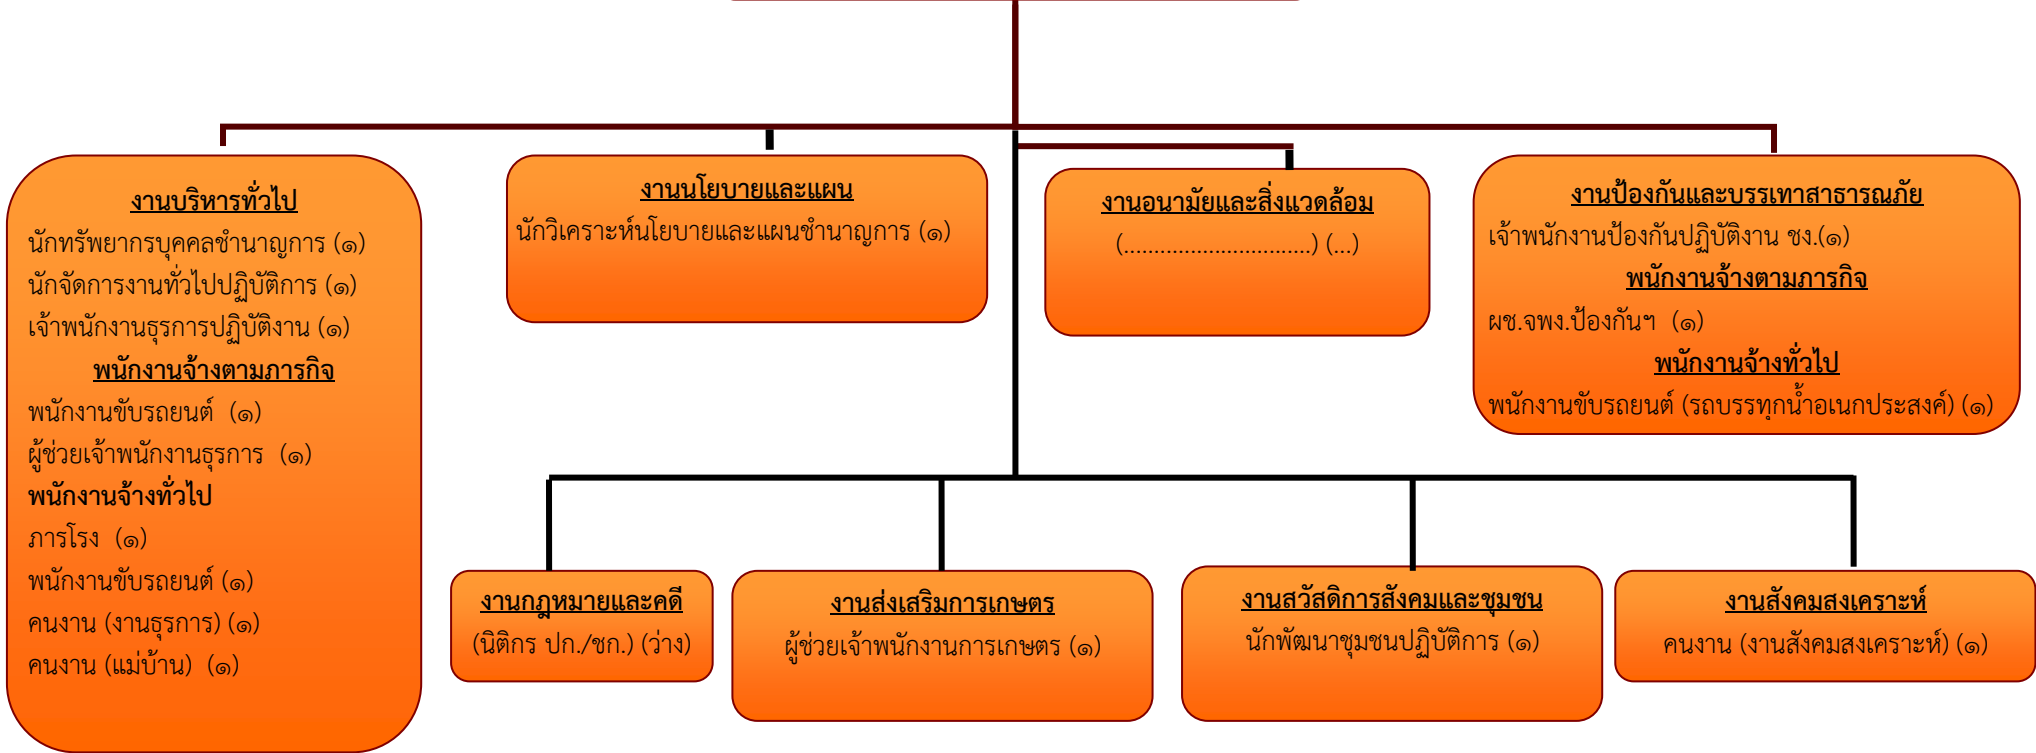 งานบริหารทั่วไป
นักทรัพยากรบุคคลชำนาญการ (๑)
นักจัดการงานทั่วไปปฏิบัติการ (๑)
เจ้าพนักงานธุรการปฏิบัติงาน (๑)
พนักงานจ้างตามภารกิจ
พนักงานขับรถยนต์ (๑)
ผู้ช่วยเจ้าพนักงานธุรการ (๑)
พนักงานจ้างทั่วไป
ภารโรง (๑)
พนักงานขับรถยนต์ (๑)
คนงาน (งานธุรการ) (๑)
คนงาน (แม่บ้าน) (๑)
งานนโยบายและแผน
นักวิเคราะห์นโยบายและแผนชำนาญการ (๑)
งานอนามัยและสิ่งแวดล้อม
(...............................) (...)
งานป้องกันและบรรเทาสาธารณภัย
เจ้าพนักงานป้องกันปฏิบัติงาน ชง.(๑)
พนักงานจ้างตามภารกิจ
ผช.จพง.ป้องกันฯ (๑)
พนักงานจ้างทั่วไป
พนักงานขับรถยนต์ (รถบรรทุกน้ำอเนกประสงค์) (๑)
งานกฎหมายและคดี
(นิติกร ปก./ชก.) (ว่าง)
งานส่งเสริมการเกษตร
ผู้ช่วยเจ้าพนักงานการเกษตร (๑)
งานสวัสดิการสังคมและชุมชน
นักพัฒนาชุมชนปฏิบัติการ (๑)
งานสังคมสงเคราะห์
คนงาน (งานสังคมสงเคราะห์) (๑)